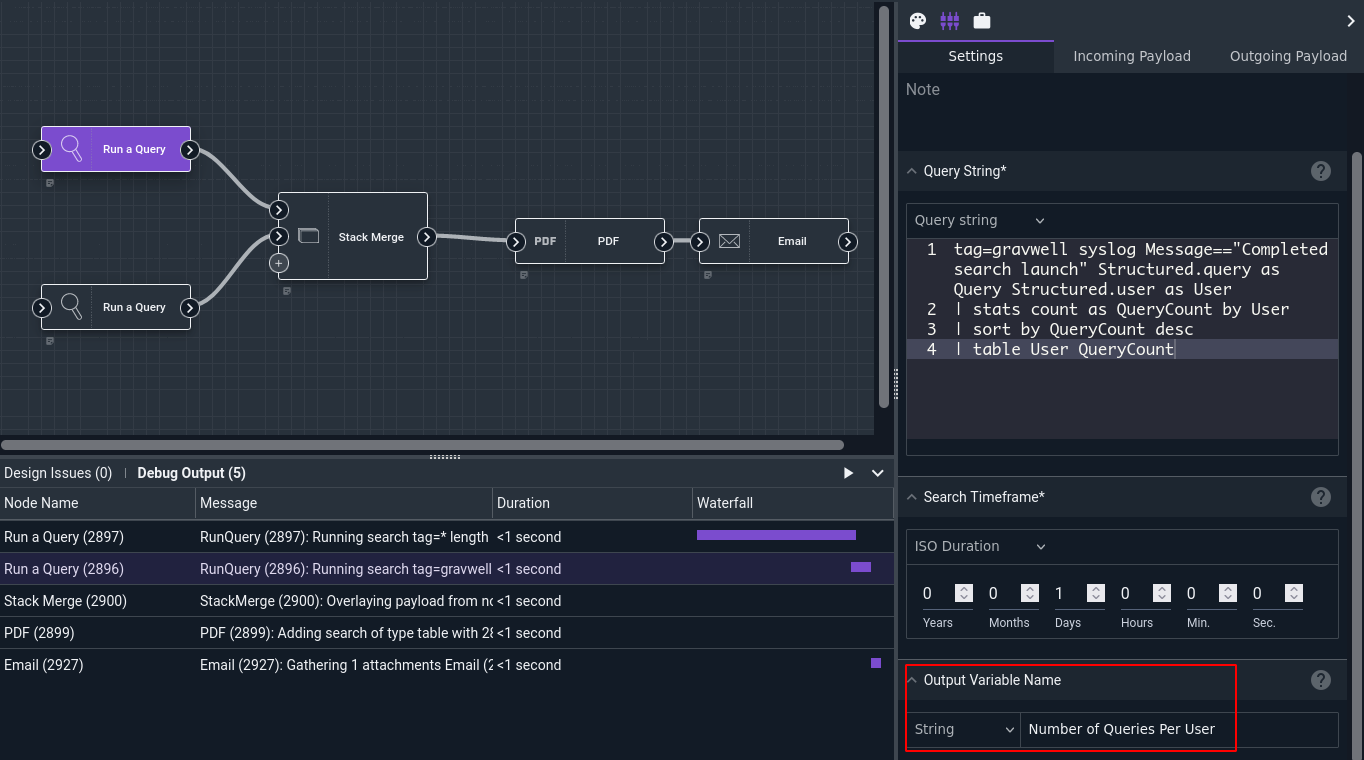 Run a Query
Stack Merge
PDF
PDF
Email
Run a Query
Design Issues (0)
Debug Output (5)
Node Name
Message
Duration
Waterfall
Run a Query (2897)
RunQuery (2897): Running search tag=* length
<1 second
Run a Query (2896)
RunQuery (2896): Running search tag=gravwell
<1 second
Stack Merge (2900)
StackMerge (2900): Overlaying payload from
<1 second
PDF (2899)
PDF (2899): Adding search of type table with
<1 second
Email (2927)
Email (2927): Gathering 1 attachments Email
<1 second
Settings
Incoming Payload
Outgoing Payload
Note
Query String*
?
Query string
1 tag=gravwell syslog Message=="Completed
search launch" Structured.query as
Query Structured.user as User
2 | stats count as QueryCount by User
3 | sort by QueryCount desc
4 | table User QueryCount
Search Timeframe*
?
ISO Duration
0 0 1 0 0 0
Years Months Days Hours Min. Sec.
Output Variable Name
?
String
Number of Queries Per User